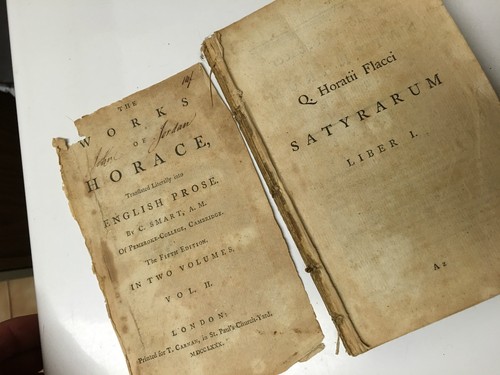 THE
WORKS
OF
Jordan
HORACE,
Translated Literally into
ENGLISH PROSE,
By C. SMART, A. M.
Of PEMBROKE-COLLEGE, CAMBRIDGE.
The FIFTH EDITION.
IN TWO VOLUMES,
VOL. II.
LONDON:
Printed for T. CARNAN, in St. Paul's Church-Yard.
MDCCLXXX.
Q. Horatii Flacci
SATYRARUM
LIBER I.
A2